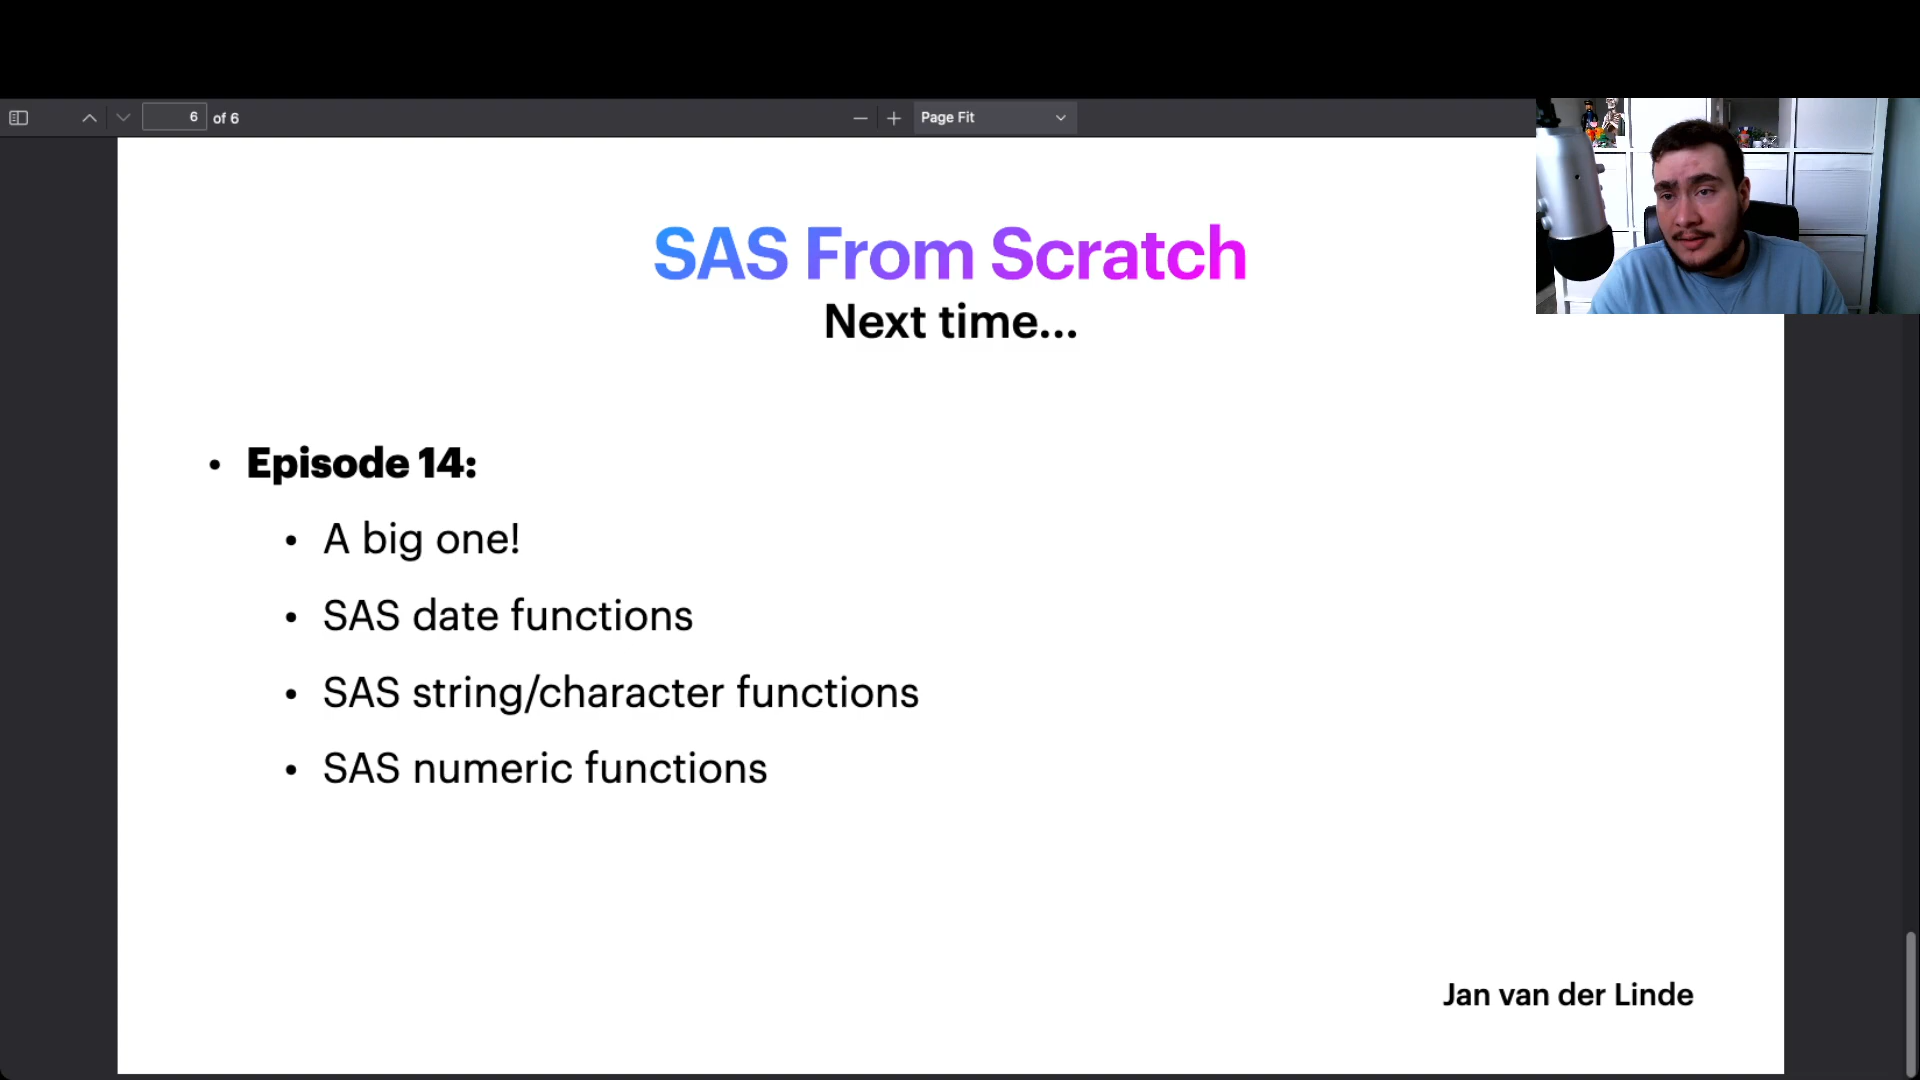 6 of 6
Page Fit
SAS From Scratch
Next time...
• Episode 14:
• A big one!
• SAS date functions
• SAS string/character functions
• SAS numeric functions
Jan van der Linde